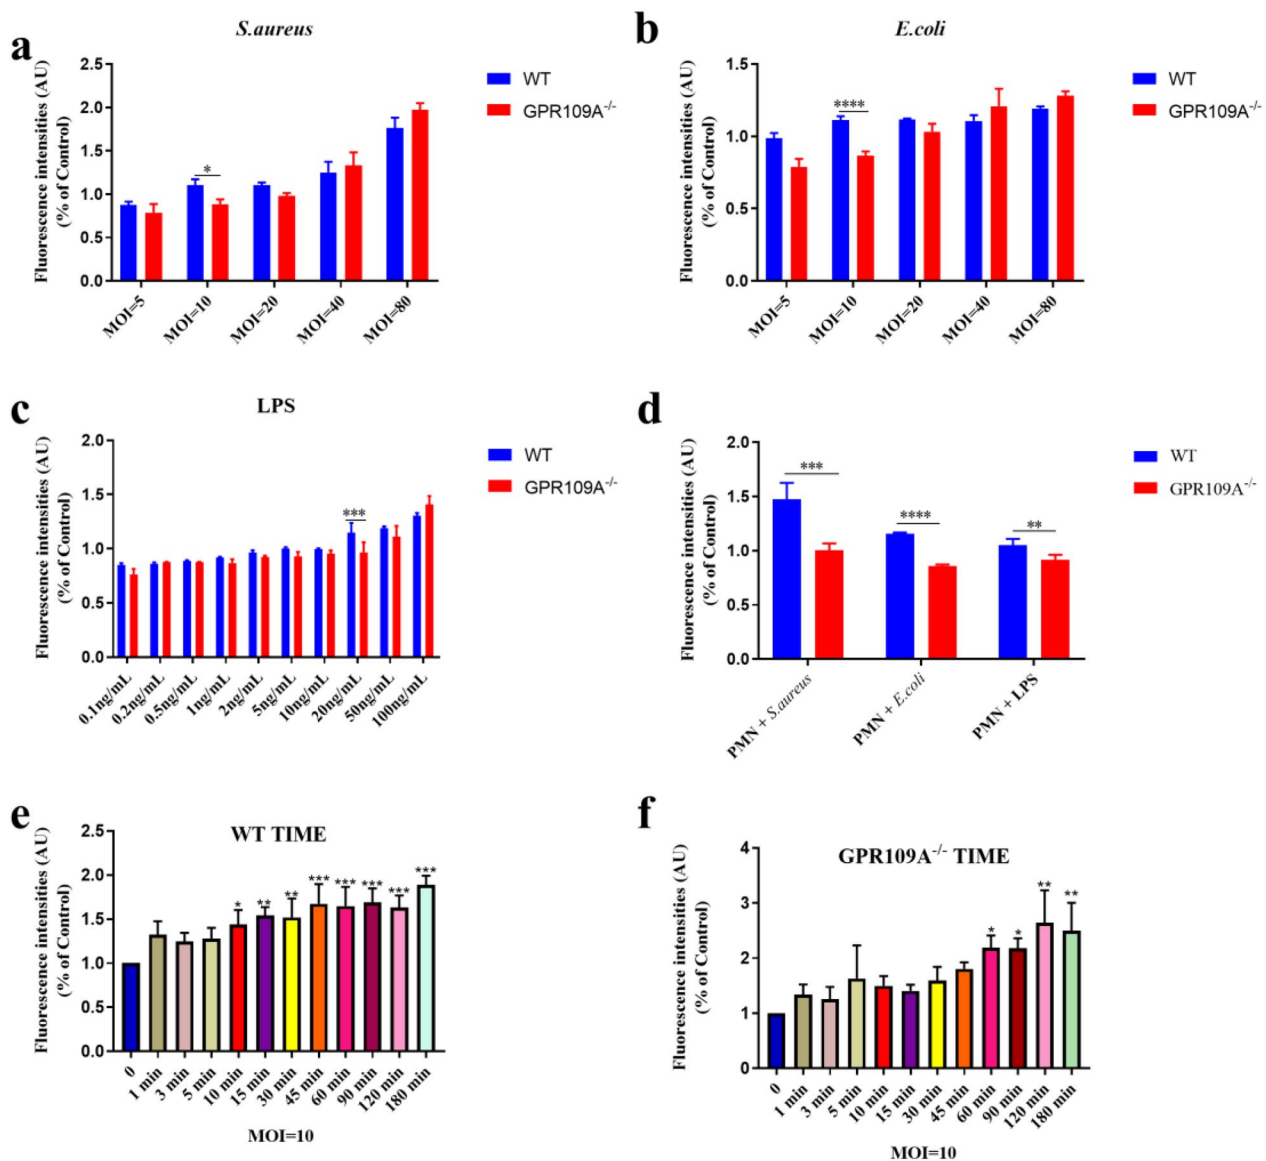 a
S.aureus
Fluorescence intensities (AU)
(% of Control)
2.5
2.0
1.5
1.0
0.5
0.0
*
MOI=5
MOI=10
MOI=20
MOI=40
MOI=80
WT
GPR109A-/-
b
E.coli
Fluorescence intensities (AU)
(% of Control)
1.5
1.0
0.5
0.0
****
MOI=5
MOI=10
MOI=20
MOI=40
MOI=80
WT
GPR109A-/-
c
LPS
Fluorescence intensities (AU)
(% of Control)
2.0
1.5
1.0
0.5
0.0
***
0.1ng/mL
0.2ng/mL
0.5ng/mL
1ng/mL
2ng/mL
5ng/mL
10ng/mL
20ng/mL
50ng/mL
100ng/mL
WT
GPR109A-/-
d
Fluorescence intensities (AU)
(% of Control)
2.0
1.5
1.0
0.5
0.0
***
****
**
PMN + S.aureus
PMN + E.coli
PMN + LPS
WT
GPR109A-/-
e
WT TIME
Fluorescence intensities (AU)
(% of Control)
2.5
2.0
1.5
1.0
0.5
0.0
*
**
**
***
***
***
***
***
0
1 min
3 min
5 min
10 min
15 min
30 min
45 min
60 min
90 min
120 min
180 min
MOI=10
f
GPR109A-/- TIME
Fluorescence intensities (AU)
(% of Control)
4
3
2
1
0
*
*
**
**
0
1 min
3 min
5 min
10 min
15 min
30 min
45 min
60 min
90 min
120 min
180 min
MOI=10